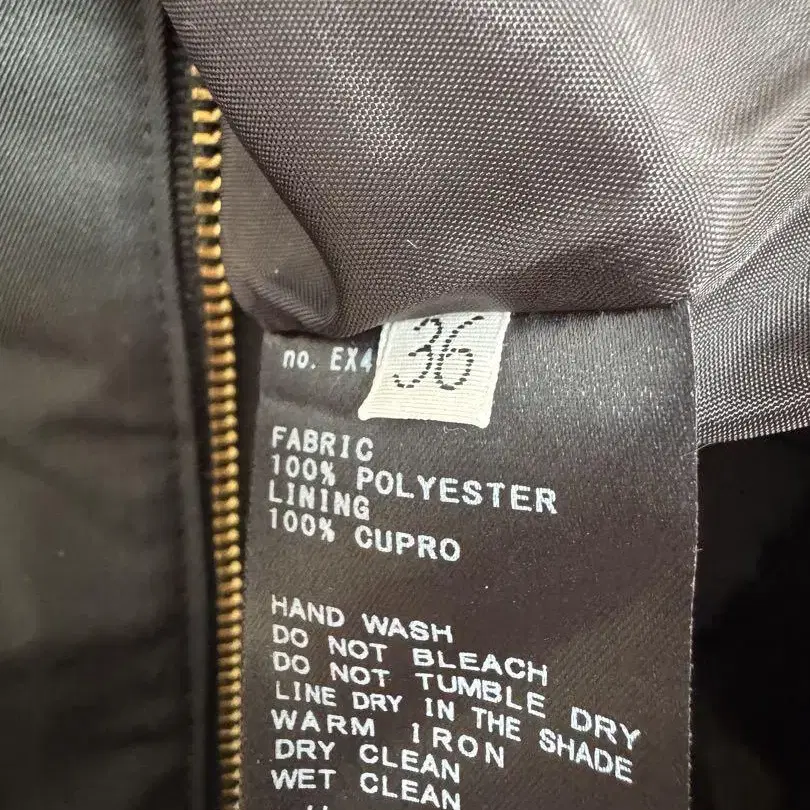 no. EX4
36
FABRIC
100% POLYESTER
LINING
100% CUPRO
HAND WASH
DO NOT BLEACH
DO NOT TUMBLE DRY
LINE DRY IN THE SHADE
WARM IRON
DRY CLEAN
WET CLEAN